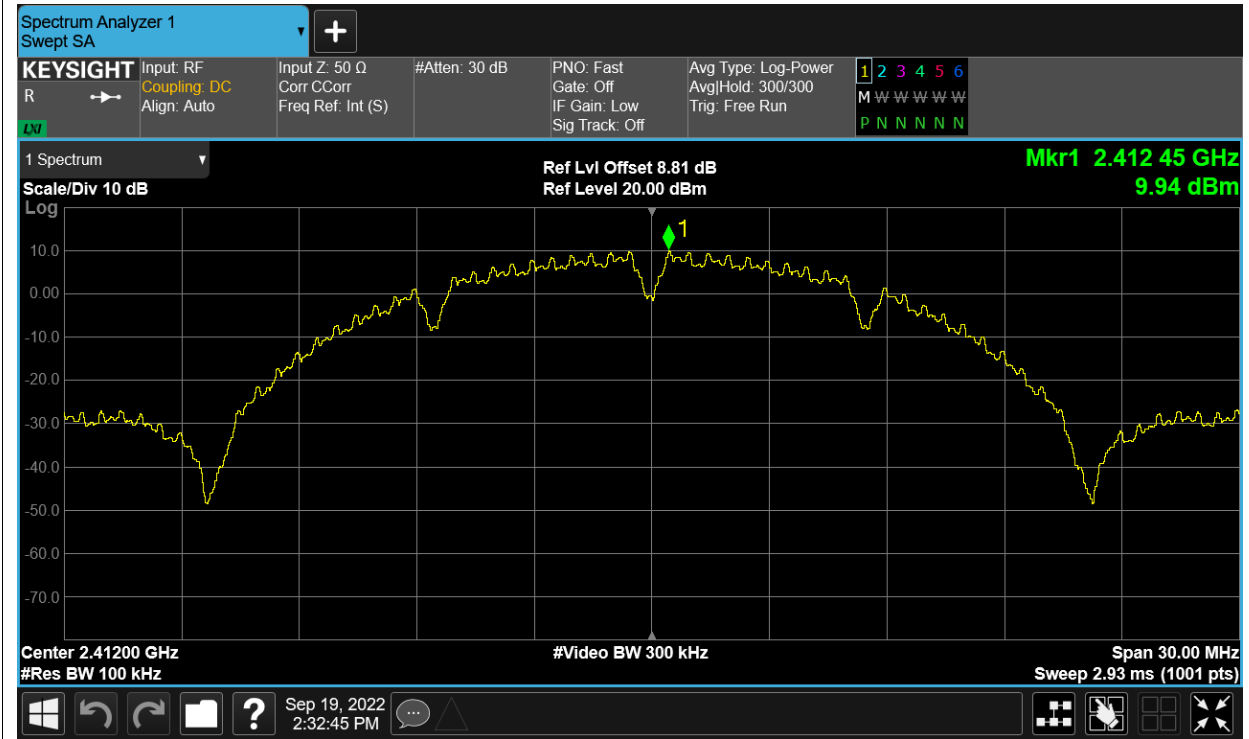 Spectrum Analyzer 1
Swept SA
+
KEYSIGHT
R
LXI
Input: RF
Coupling: DC
Align: Auto
Input Z: 50 Ω
Corr CCorr
Freq Ref: Int (S)
#Atten: 30 dB
PNO: Fast
Gate: Off
IF Gain: Low
Sig Track: Off
Avg Type: Log-Power
Avg|Hold: 300/300
Trig: Free Run
1 2 3 4 5 6
M W W W W W
P N N N N N
1 Spectrum
Scale/Div 10 dB
Log
Ref Lvl Offset 8.81 dB
Ref Level 20.00 dBm
Mkr1 2.412 45 GHz
9.94 dBm
1
10.0
0.00
-10.0
-20.0
-30.0
-40.0
-50.0
-60.0
-70.0
Center 2.41200 GHz
#Res BW 100 kHz
#Video BW 300 kHz
Span 30.00 MHz
Sweep 2.93 ms (1001 pts)
?
Sep 19, 2022
2:32:45 PM